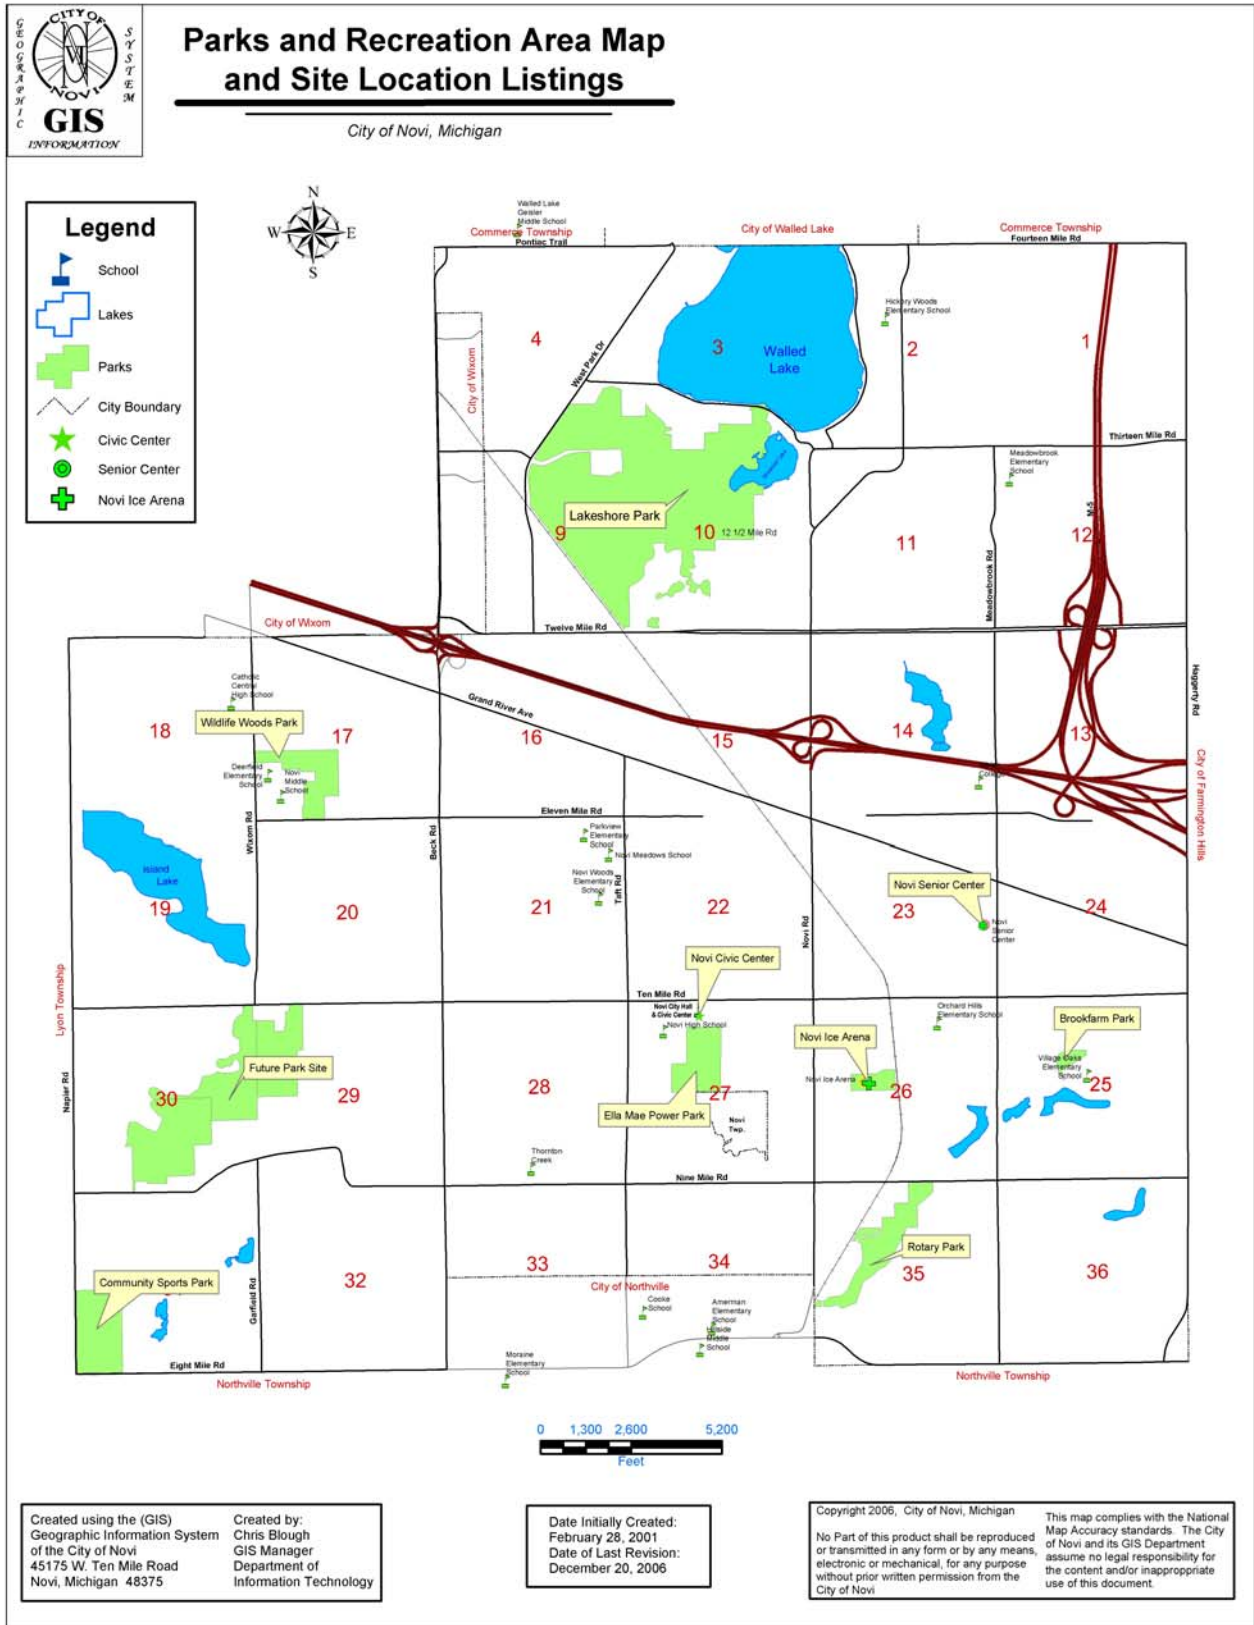 GEOGRAPHIC
CITY OF
NOVI
SYSTEM
GIS
INFORMATION
Parks and Recreation Area Map
and Site Location Listings
City of Novi, Michigan
Legend
School
Lakes
Parks
City Boundary
Civic Center
Senior Center
Novi Ice Arena
N
W
E
S
Walled Lake
Geisler
Middle School
Commerce Township
Pontiac Trail
City of Walled Lake
Commerce Township
Fourteen Mile Rd
Hickory Woods
Elementary School
4
3
2
1
Walled
Lake
West Park Dr
City of Wixom
Thirteen Mile Rd
Meadowbrook
Elementary
School
M-5
Lakeshore Park
9
10
12 1/2 Mile Rd
11
12
Meadowbrook Rd
City of Wixom
Twelve Mile Rd
Haggerty Rd
Catholic
Central
High School
Wildlife Woods Park
Grand River Ave
18
17
16
15
14
13
Deerfield
Elementary
School
Novi
Middle
School
College
City of Farmington Hills
Eleven Mile Rd
Wixom Rd
Beck Rd
Parkview
Elementary
School
Novi Meadows School
Novi Woods
Elementary
School
Taft Rd
Island
Lake
Novi Senior Center
19
20
21
22
23
24
Novi
Senior
Center
Novi Rd
Novi Civic Center
Lyon Township
Ten Mile Rd
Novi City Hall
& Civic Center
Novi High School
Orchard Hills
Elementary School
Brookfarm Park
Novi Ice Arena
Village Oaks
Elementary
School
Future Park Site
Novi Ice Arena
Napier Rd
30
29
28
27
26
25
Ella Mae Power Park
Novi
Twp.
Thornton
Creek
Nine Mile Rd
Rotary Park
Community Sports Park
Garfield Rd
32
33
34
35
36
City of Northville
Cooke
School
Amerman
Elementary
School
Hillside
Middle
School
Moraine
Elementary
School
Eight Mile Rd
Northville Township
Northville Township
0 1,300 2,600 5,200
Feet
Created using the (GIS)
Geographic Information System
of the City of Novi
45175 W. Ten Mile Road
Novi, Michigan 48375
Created by:
Chris Blough
GIS Manager
Department of
Information Technology
Date Initially Created:
February 28, 2001
Date of Last Revision:
December 20, 2006
Copyright 2006, City of Novi, Michigan
No Part of this product shall be reproduced
or transmitted in any form or by any means,
electronic or mechanical, for any purpose
without prior written permission from the
City of Novi
This map complies with the National
Map Accuracy standards. The City
of Novi and its GIS Department
assume no legal responsibility for
the content and/or inapproppriate
use of this document.